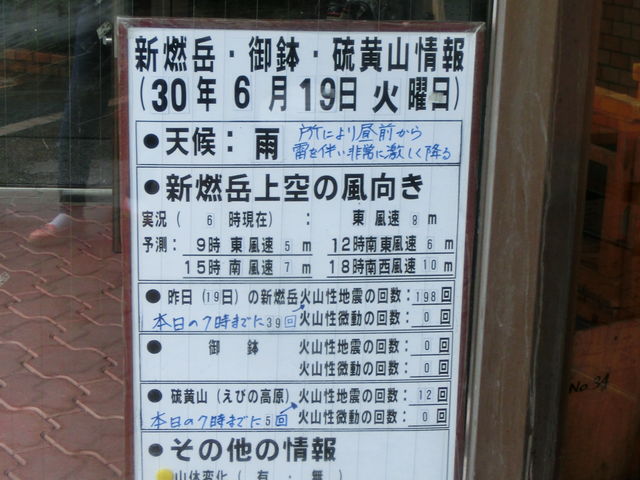 新燃岳・御鉢・硫黄山情報
(30年 6月19日 火曜日)
●天候：雨 所により昼前から
雷を伴い非常に激しく降る
●新燃岳上空の風向き
実況( 6 時現在)： 東 風速 8 m
予測：9時 東 風速 5 m 12時南東風速 6 m
15時 南 風速 7 m 18時南西風速 10 m
●昨日(19日)の新燃岳火山性地震の回数：198 回
本日の7時までに39回 火山性微動の回数： 0 回
● 御鉢 火山性地震の回数： 0 回
火山性微動の回数： 0 回
● 硫黄山(えびの高原) 火山性地震の回数： 12 回
本日の7時までに5回 火山性微動の回数： 0 回
●その他の情報
山体変化( 有 ・ 無 )
No.34